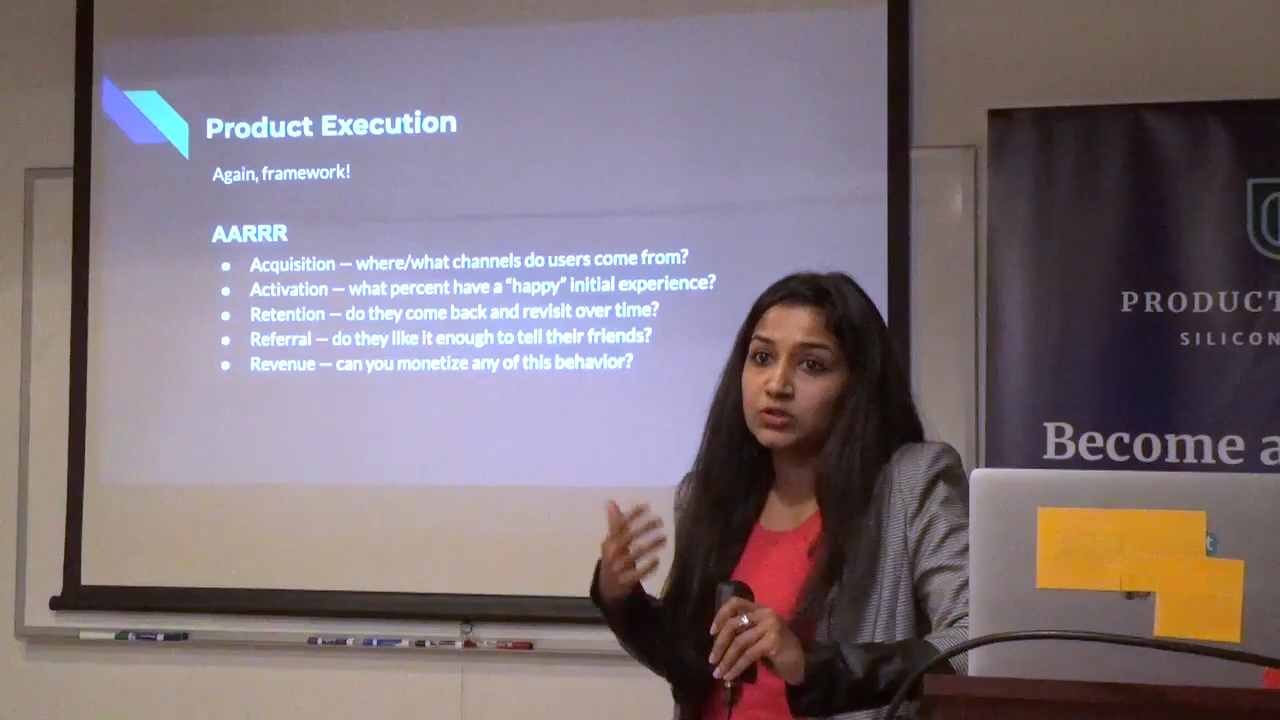 Product Execution
Again, framework!
AARRR
● Acquisition — where/what channels do users come from?
● Activation — what percent have a “happy” initial experience?
● Retention — do they come back and revisit over time?
● Referral — do they like it enough to tell their friends?
● Revenue — can you monetize any of this behavior?
PRODUCT
SILICON
Become a
t